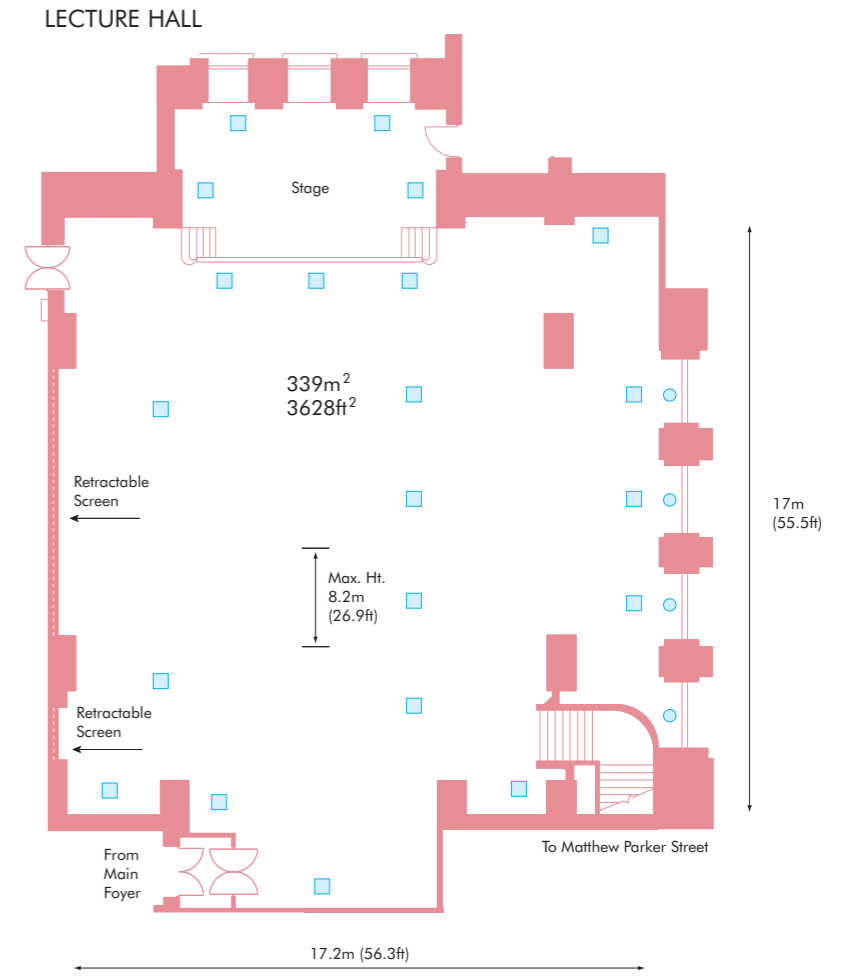 LECTURE HALL
Stage
339m²
3628ft²
Retractable
Screen
17m
(55.5ft)
Max. Ht.
8.2m
(26.9ft)
Retractable
Screen
From
Main
Foyer
To Matthew Parker Street
17.2m (56.3ft)